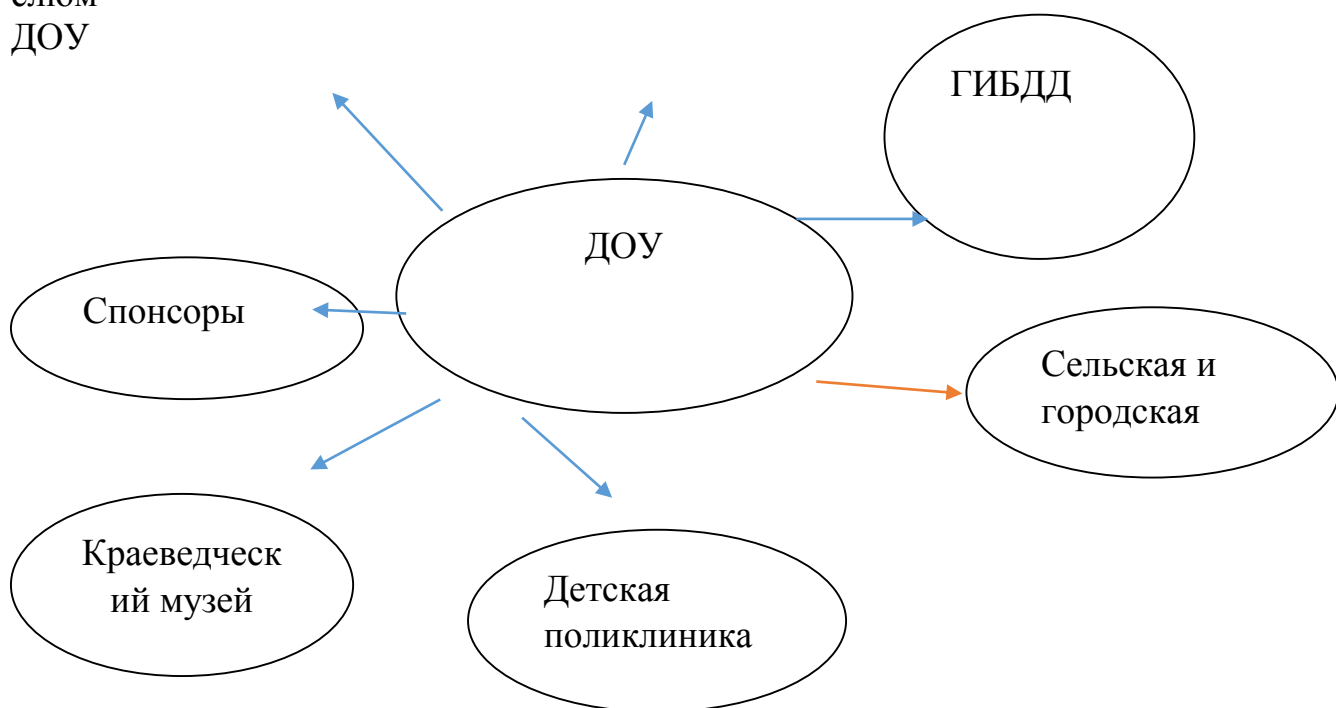 ДОУ
ГИБДД
ДОУ
Спонсоры
Сельская и
городская
Краеведческ
ий музей
Детская
поликлиника